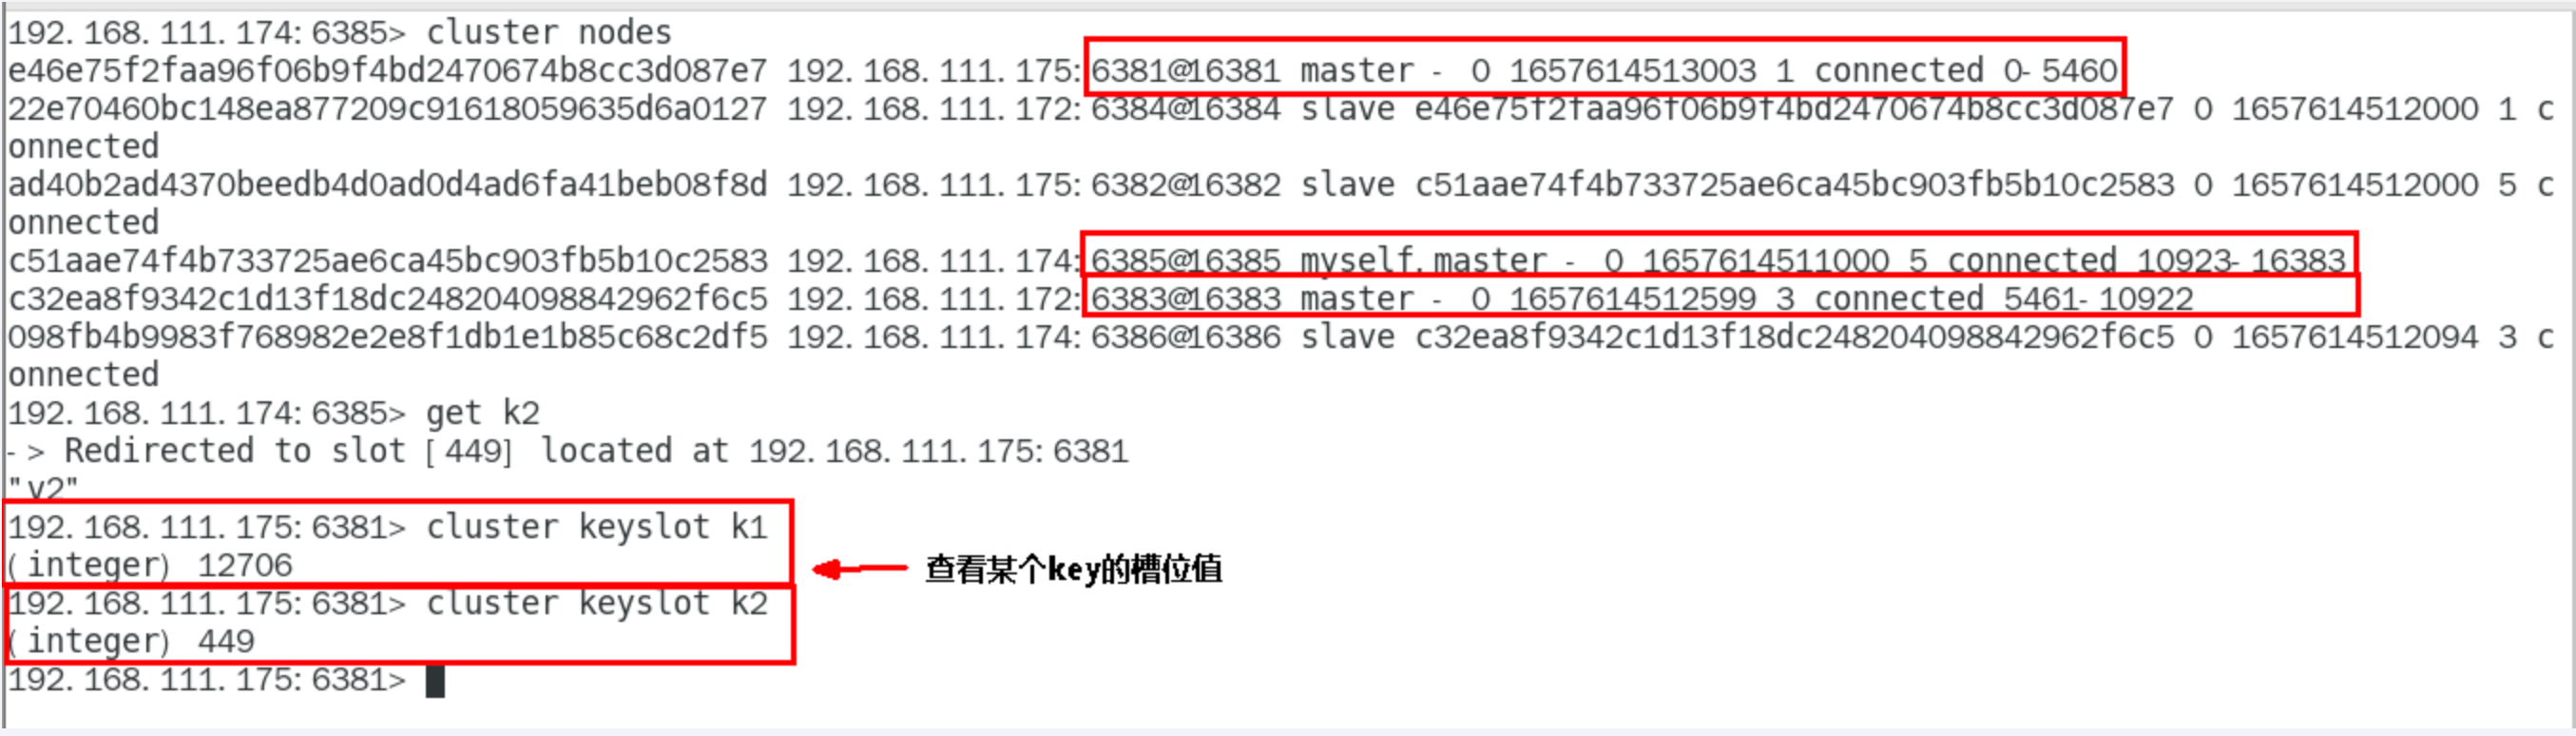 192.168.111.174:6385> cluster nodes
e46e75f2faa96f06b9f4bd2470674b8cc3d087e7 192.168.111.175:6381@16381 master - 0 1657614513003 1 connected 0-5460
22e70460bc148ea877209c91618059635d6a0127 192.168.111.172:6384@16384 slave e46e75f2faa96f06b9f4bd2470674b8cc3d087e7 0 1657614512000 1 c
onnected
ad40b2ad4370beedb4d0ad0d4ad6fa41beb08f8d 192.168.111.175:6382@16382 slave c51aae74f4b733725ae6ca45bc903fb5b10c2583 0 1657614512000 5 c
onnected
c51aae74f4b733725ae6ca45bc903fb5b10c2583 192.168.111.174:6385@16385 myself,master - 0 1657614511000 5 connected 10923-16383
c32ea8f9342c1d13f18dc248204098842962f6c5 192.168.111.172:6383@16383 master - 0 1657614512599 3 connected 5461-10922
098fb4b9983f768982e2e8f1db1e1b85c68c2df5 192.168.111.174:6386@16386 slave c32ea8f9342c1d13f18dc248204098842962f6c5 0 1657614512094 3 c
onnected
192.168.111.174:6385> get k2
-> Redirected to slot [449] located at 192.168.111.175:6381
"v2"
192.168.111.175:6381> cluster keyslot k1
(integer) 12706
查看某个key的槽位值
192.168.111.175:6381> cluster keyslot k2
(integer) 449
192.168.111.175:6381>